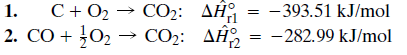 1. C + O₂ → CO₂: ΔĤ°r1 = −393.51 kJ/mol
2. CO + ½O₂ → CO₂: ΔĤ°r2 = −282.99 kJ/mol